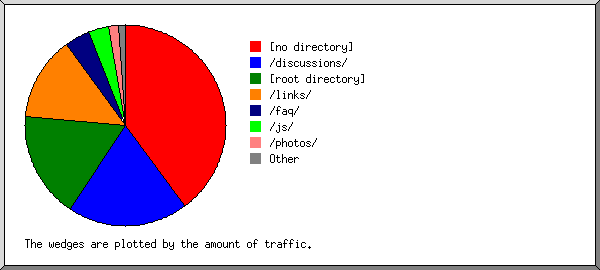 [no directory]
/discussions/
[root directory]
/links/
/faq/
/js/
/photos/
Other
The wedges are plotted by the amount of traffic.